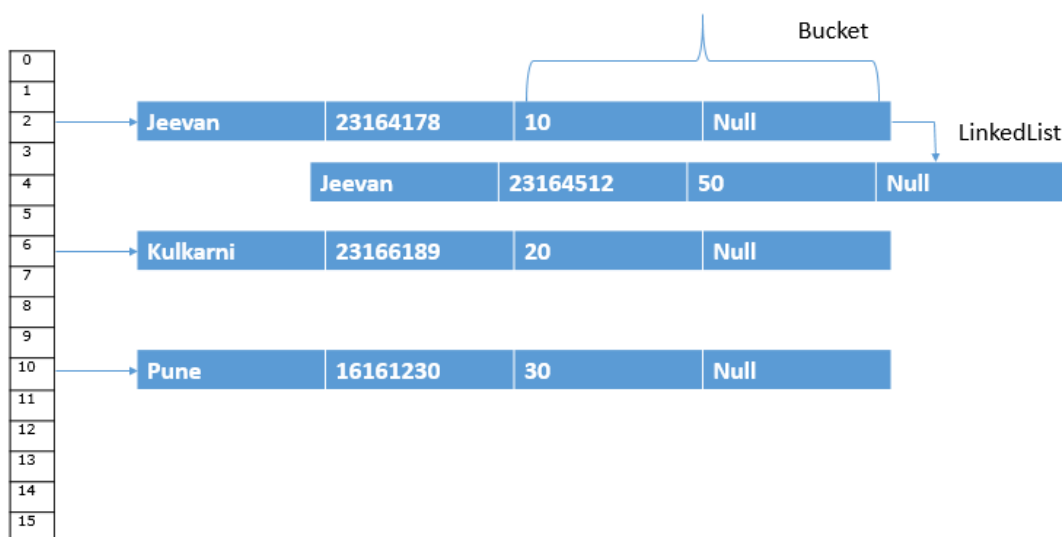 Bucket
0
1
2 Jeevan 23164178 10 Null
LinkedList
3
4 Jeevan 23164512 50 Null
5
6 Kulkarni 23166189 20 Null
7
8
9
10 Pune 16161230 30 Null
11
12
13
14
15